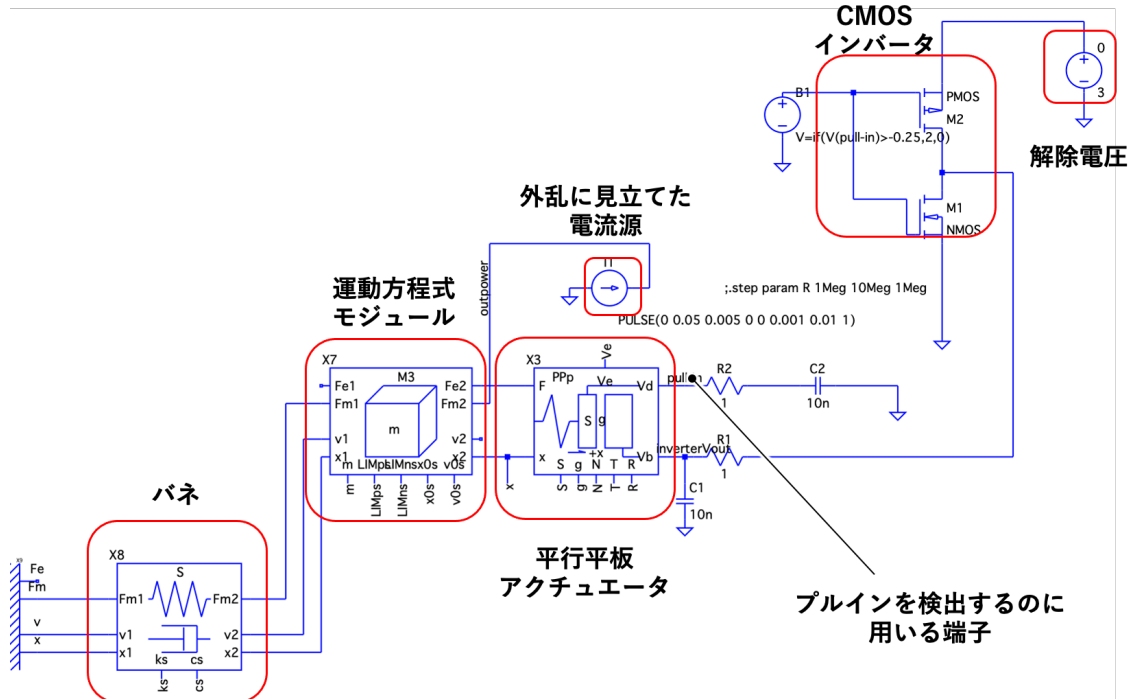 CMOS
インバータ
B1
V=if(V(pull-in)>-0.25,2,0)
PMOS
M2
M1
NMOS
0
3
解除電圧
外乱に見立てた
電流源
I1
outpower
;.step param R 1Meg 10Meg 1Meg
PULSE(0 0.05 0.005 0 0 0.001 0.01 1)
運動方程式
モジュール
X7
M3
m
Fe1
Fm1
v1
x1
Fe2
Fm2
v2
x2
m
LIMps
LIMns
x0s
v0s
m
LIMps
LIMns
x0s
v0s
X3
PPp
Ve
Ve
F
S
g
+x
Vd
Vb
x
S
g
N
T
R
S
g
N
T
R
x
R2
1
C2
10n
inverterVout
R1
1
C1
10n
平行平板
アクチュエータ
プルインを検出するのに
用いる端子
バネ
X8
S
Fm1
v1
x1
Fm2
v2
x2
ks
cs
ks
cs
Fe
Fm
v
x